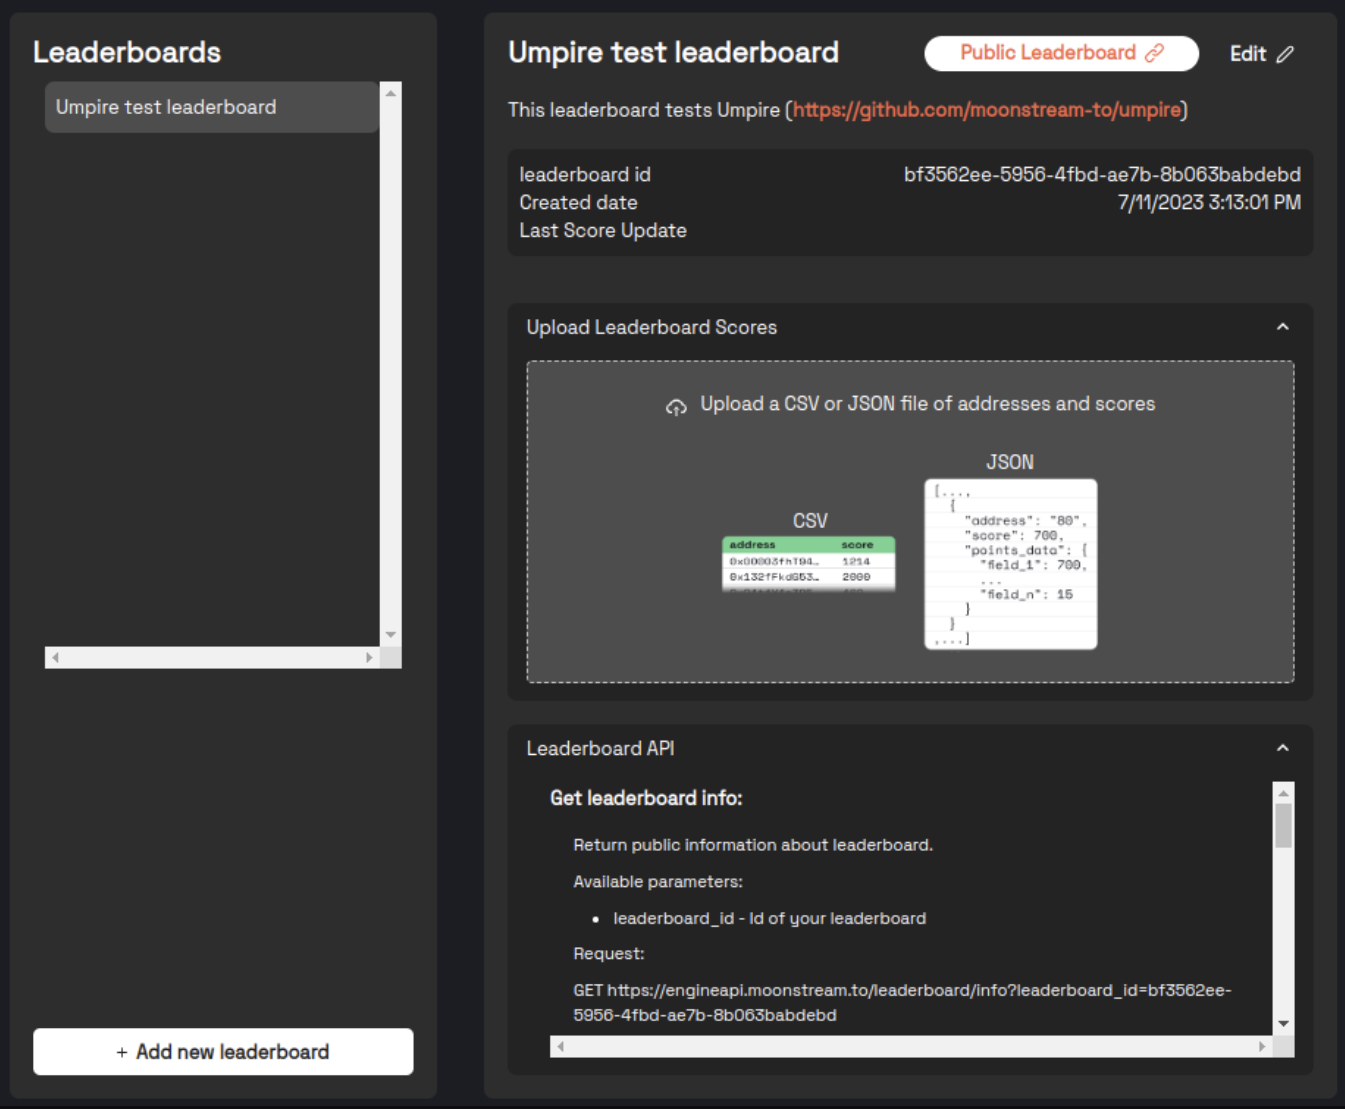 Leaderboards
Umpire test leaderboard
+ Add new leaderboard
Umpire test leaderboard
Public Leaderboard
Edit
This leaderboard tests Umpire (https://github.com/moonstream-to/umpire)
leaderboard id bf3562ee-5956-4fbd-ae7b-8b063babdebd
Created date 7/11/2023 3:13:01 PM
Last Score Update
Upload Leaderboard Scores
Upload a CSV or JSON file of addresses and scores
CSV
address score
0x00003fhT94… 1214
0x132fFkdG53… 2000
JSON
[...,
{
"address": "80",
"score": 700,
"points_data": {
"field_1": 700,
...
"field_n": 15
}
}
,...]
Leaderboard API
Get leaderboard info:
Return public information about leaderboard.
Available parameters:
• leaderboard_id - Id of your leaderboard
Request:
GET https://engineapi.moonstream.to/leaderboard/info?leaderboard_id=bf3562ee-
5956-4fbd-ae7b-8b063babdebd